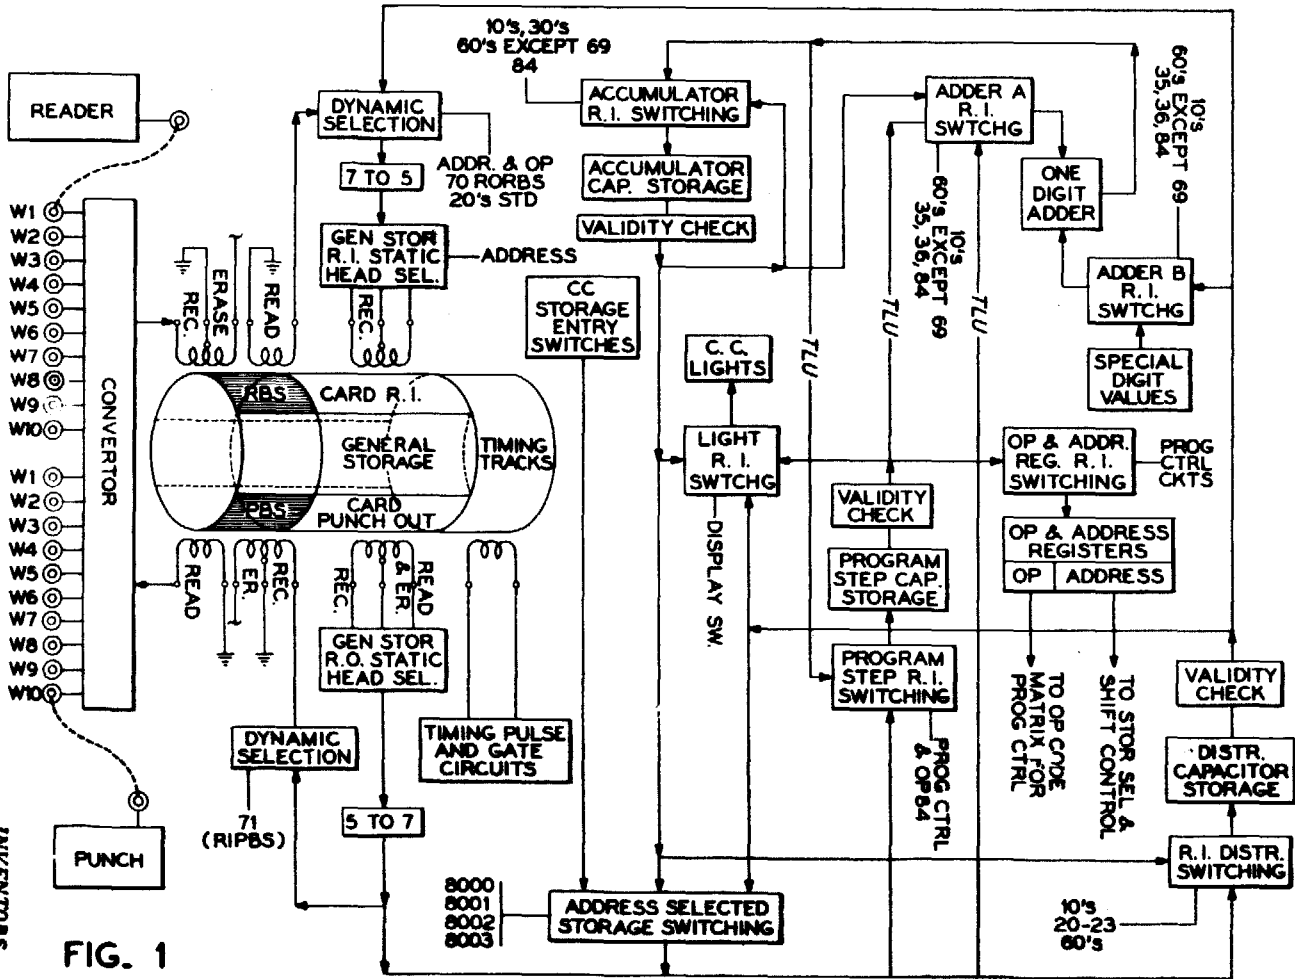 READER
W1
W2
W3
W4
W5
W6
W7
W8
W9
W10
W1
W2
W3
W4
W5
W6
W7
W8
W9
W10
CONVERTOR
PUNCH
INVENTORS
FIG. 1
DYNAMIC
SELECTION
ADDR. & OP
70 RORBS
20's STD
7 TO 5
GEN STOR
R.I. STATIC
HEAD SEL.
ADDRESS
REC.
ERASE
READ
REC.
RBS
CARD R.I.
GENERAL
STORAGE
TIMING
TRACKS
PBS
CARD
PUNCH OUT
READ
ER.
REC.
REC.
READ
& ER.
GEN STOR
R.O. STATIC
HEAD SEL.
DYNAMIC
SELECTION
71
(RIPBS)
TIMING PULSE
AND GATE
CIRCUITS
5 TO 7
10's, 30's
60's EXCEPT 69
84
ACCUMULATOR
R.I. SWITCHING
ACCUMULATOR
CAP. STORAGE
VALIDITY CHECK
CC
STORAGE
ENTRY
SWITCHES
C. C.
LIGHTS
LIGHT
R. I.
SWTCHG
DISPLAY SW.
TLU
TLU
TLU
ADDER A
R. I.
SWTCHG
10's
60's EXCEPT 69
35, 36, 84
ONE
DIGIT
ADDER
10's
60's EXCEPT 69
35, 36, 84
ADDER B
R. I.
SWTCHG
SPECIAL
DIGIT
VALUES
OP & ADDR.
REG. R. I.
SWITCHING
PROG
CTRL
CKTS
OP & ADDRESS
REGISTERS
OP
ADDRESS
TO OP CODE
MATRIX FOR
PROG CTRL
TO STOR SEL &
SHIFT CONTROL
VALIDITY
CHECK
PROGRAM
STEP CAP.
STORAGE
PROGRAM
STEP R. I.
SWITCHING
PROG CTRL
& OP84
VALIDITY
CHECK
DISTR.
CAPACITOR
STORAGE
R.I. DISTR.
SWITCHING
10's
20-23
60's
8000
8001
8002
8003
ADDRESS SELECTED
STORAGE SWITCHING